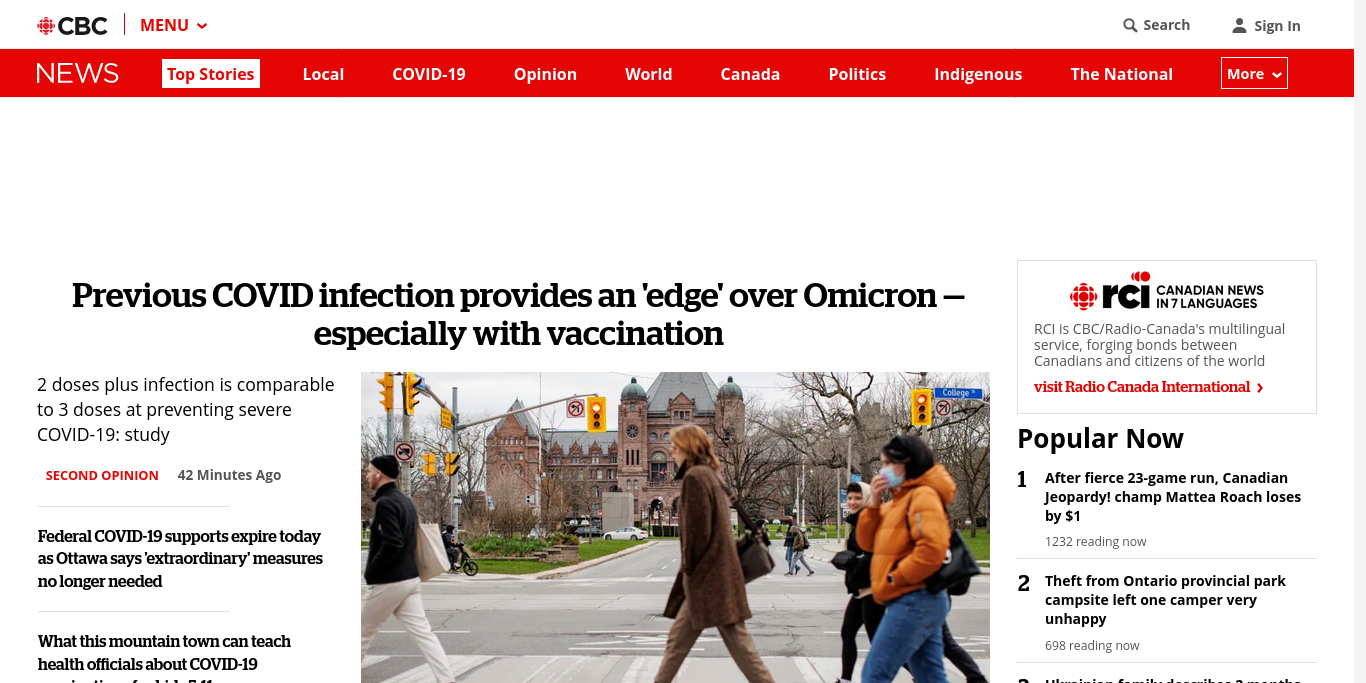 CBC
MENU
Search
Sign In
NEWS
Top Stories
Local
COVID-19
Opinion
World
Canada
Politics
Indigenous
The National
More
Previous COVID infection provides an 'edge' over Omicron —
especially with vaccination
2 doses plus infection is comparable
to 3 doses at preventing severe
COVID-19: study
SECOND OPINION 42 Minutes Ago
Federal COVID-19 supports expire today
as Ottawa says 'extraordinary' measures
no longer needed
What this mountain town can teach
health officials about COVID-19
College
rci CANADIAN NEWS
IN 7 LANGUAGES
RCI is CBC/Radio-Canada's multilingual
service, forging bonds between
Canadians and citizens of the world
visit Radio Canada International
Popular Now
1
After fierce 23-game run, Canadian
Jeopardy! champ Mattea Roach loses
by $1
1232 reading now
2
Theft from Ontario provincial park
campsite left one camper very
unhappy
698 reading now
Ukrainian family describes 2 months